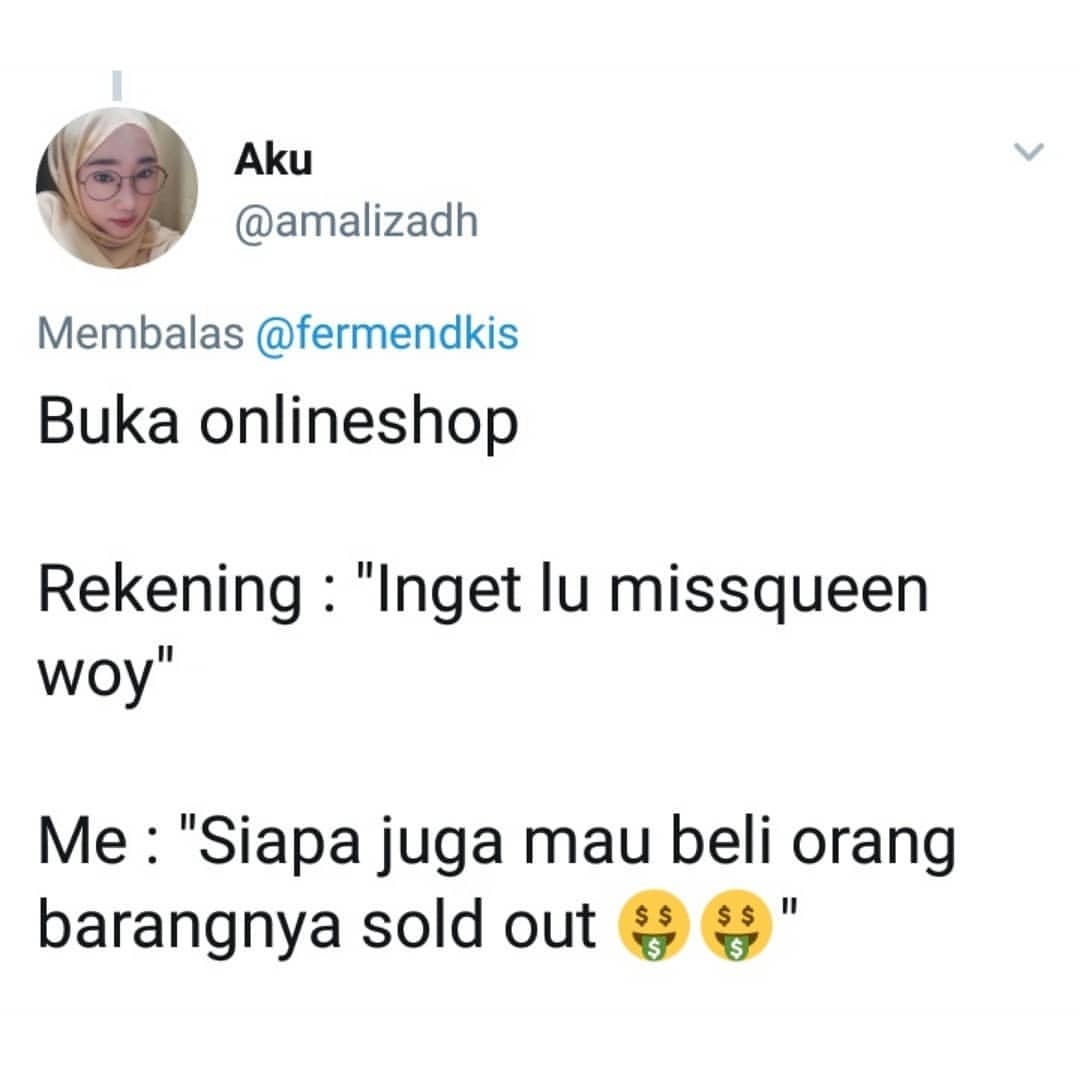 Aku
@amalizadh
Membalas @fermendkis
Buka onlineshop
Rekening : "Inget lu missqueen
woy"
Me : "Siapa juga mau beli orang
barangnya sold out 🤑🤑"